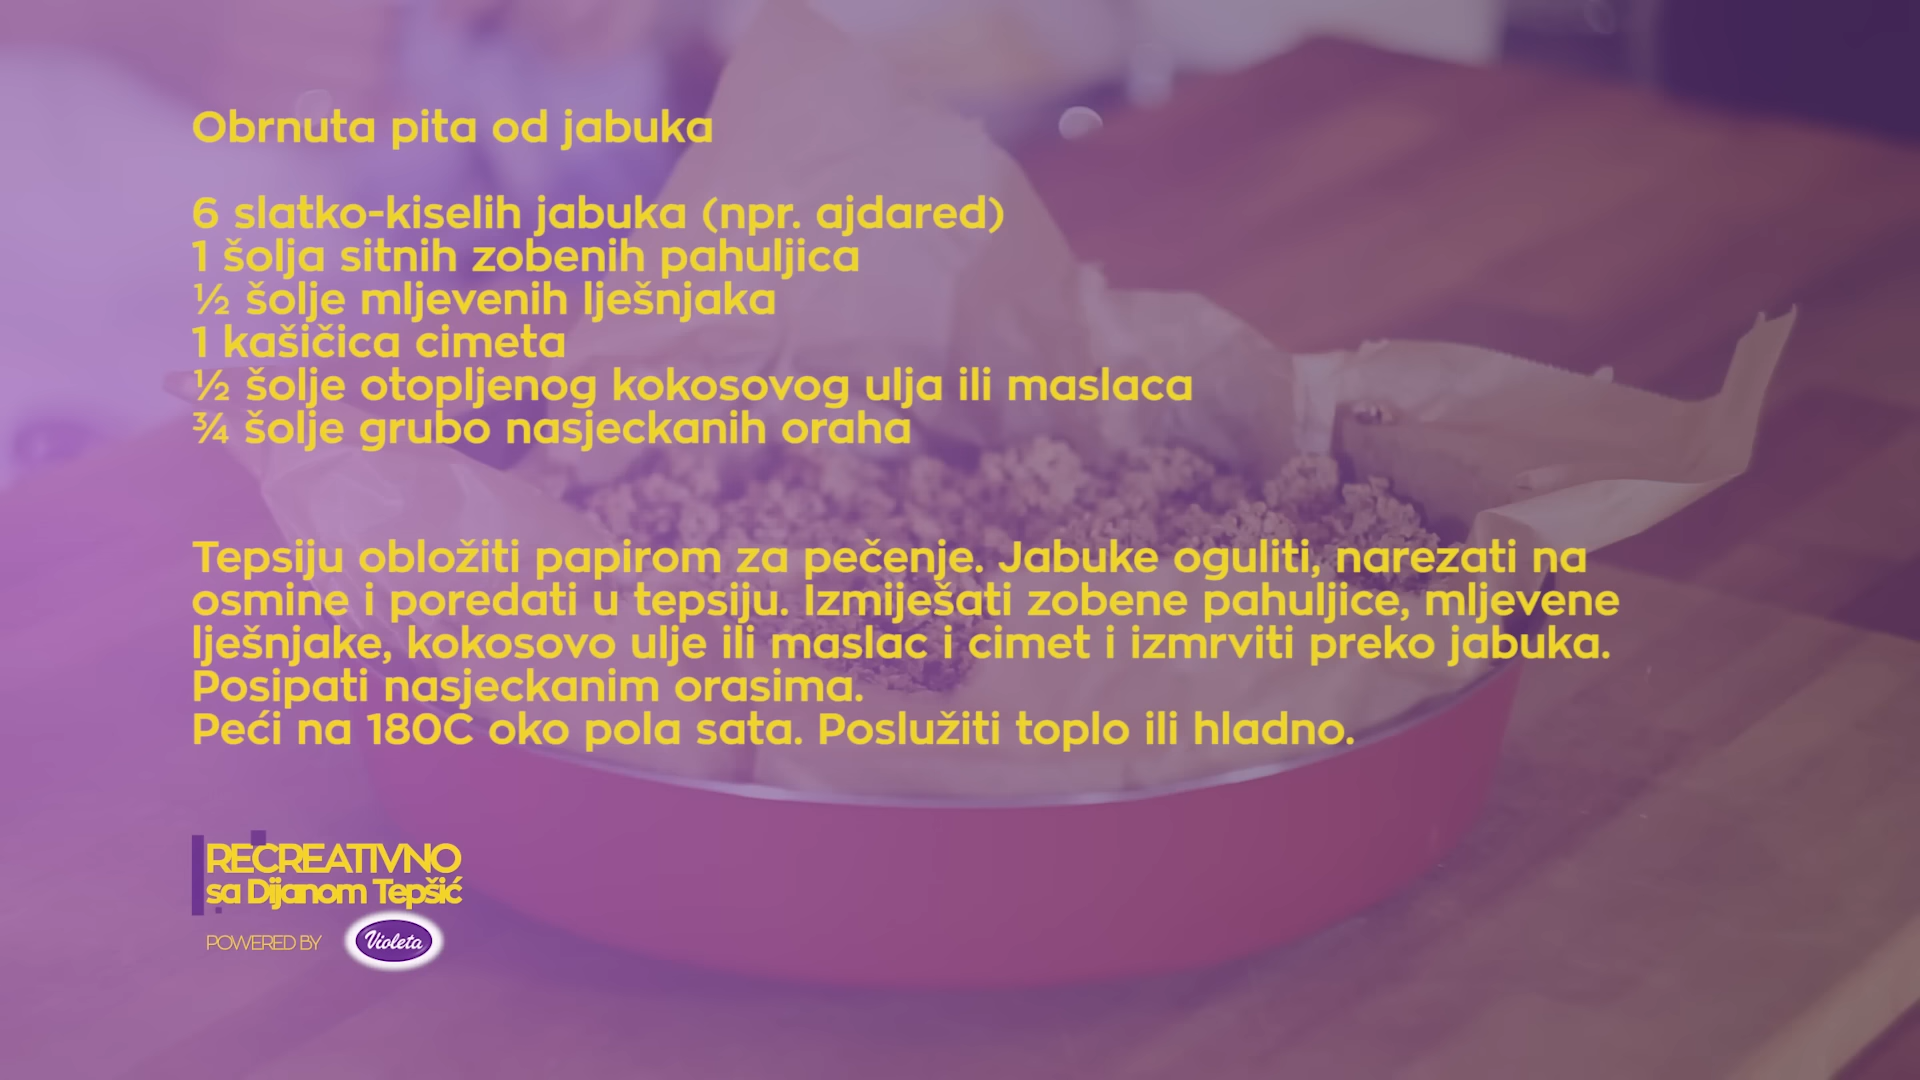 Obrnuta pita od jabuka
6 slatko-kiselih jabuka (npr. ajdared)
1 šolja sitnih zobenih pahuljica
½ šolje mljevenih lješnjaka
1 kašičica cimeta
½ šolje otopljenog kokosovog ulja ili maslaca
¾ šolje grubo nasjeckanih oraha
Tepsiju obložiti papirom za pečenje. Jabuke oguliti, narezati na
osmine i poredati u tepsiju. Izmiješati zobene pahuljice, mljevene
lješnjake, kokosovo ulje ili maslac i cimet i izmrviti preko jabuka.
Posipati nasjeckanim orasima.
Peći na 180C oko pola sata. Poslužiti toplo ili hladno.
RECREATIVNO
sa Dijanom Tepšić
POWERED BY Violeta